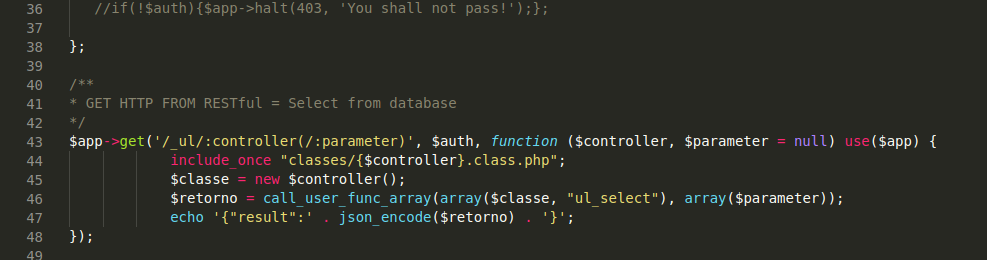 36 //if(!$auth){$app->halt(403, 'You shall not pass!');};
37
38 };
39
40 /**
41 * GET HTTP FROM RESTful = Select from database
42 */
43 $app->get('/_ul/:controller(/:parameter)', $auth, function ($controller, $parameter = null) use($app) {
44 include_once "classes/{$controller}.class.php";
45 $classe = new $controller();
46 $retorno = call_user_func_array(array($classe, "ul_select"), array($parameter));
47 echo '{"result":' . json_encode($retorno) . '}';
48 });
49